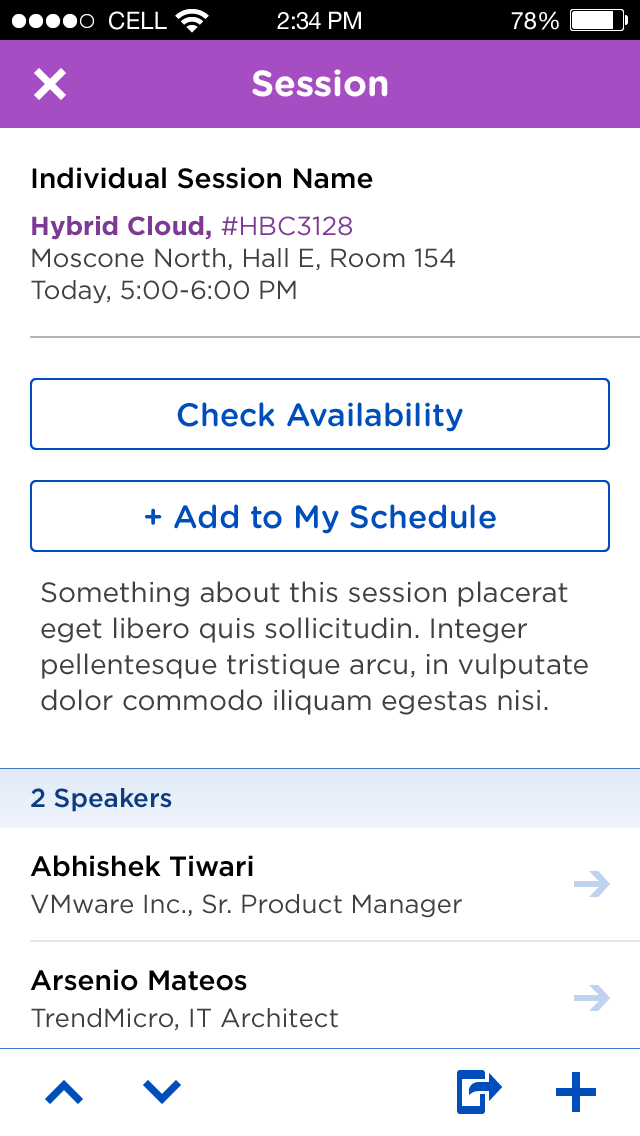 CELL 2:34 PM 78%
Session
Individual Session Name
Hybrid Cloud, #HBC3128
Moscone North, Hall E, Room 154
Today, 5:00-6:00 PM
Check Availability
+ Add to My Schedule
Something about this session placerat
eget libero quis sollicitudin. Integer
pellentesque tristique arcu, in vulputate
dolor commodo iliquam egestas nisi.
2 Speakers
Abhishek Tiwari
VMware Inc., Sr. Product Manager
Arsenio Mateos
TrendMicro, IT Architect